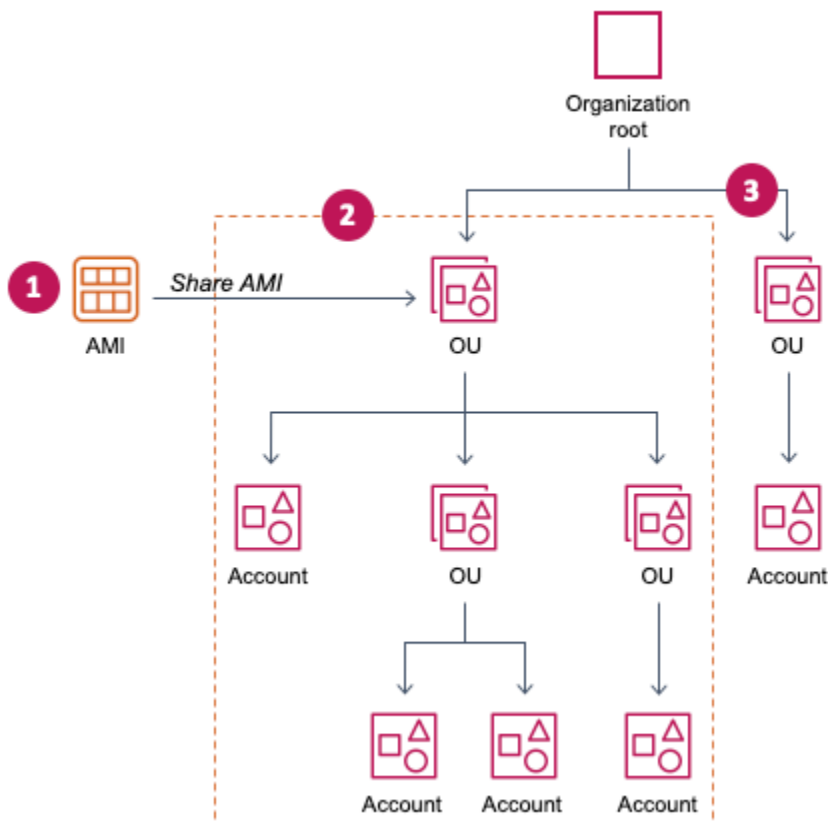 Organization
root
3
2
1
Share AMI
AMI
OU
OU
Account
OU
OU
Account
Account
Account
Account